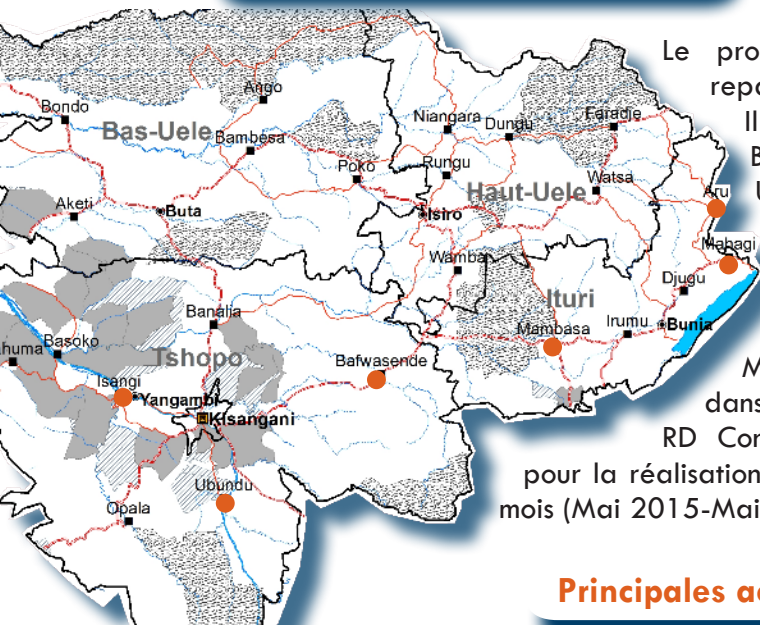 Le pro
repo
Il
B
U
Ango
Bondo
Bas-Uele
Bambesa
Niangara
Dungu
Faradje
Poko
Rungu
Aketi
Buta
Haut-Uele
Watsa
Aru
Isiro
Mahagi
Wamba
Djugu
Ituri
Banalia
Mambasa
Irumu
Bunia
Basoko
huma
Tshopo
Bafwasende
Isangi
Yangambi
Kisangani
M
dans
RD Con
pour la réalisation
mois (Mai 2015-Mai
Ubundu
Opala
Principales ac